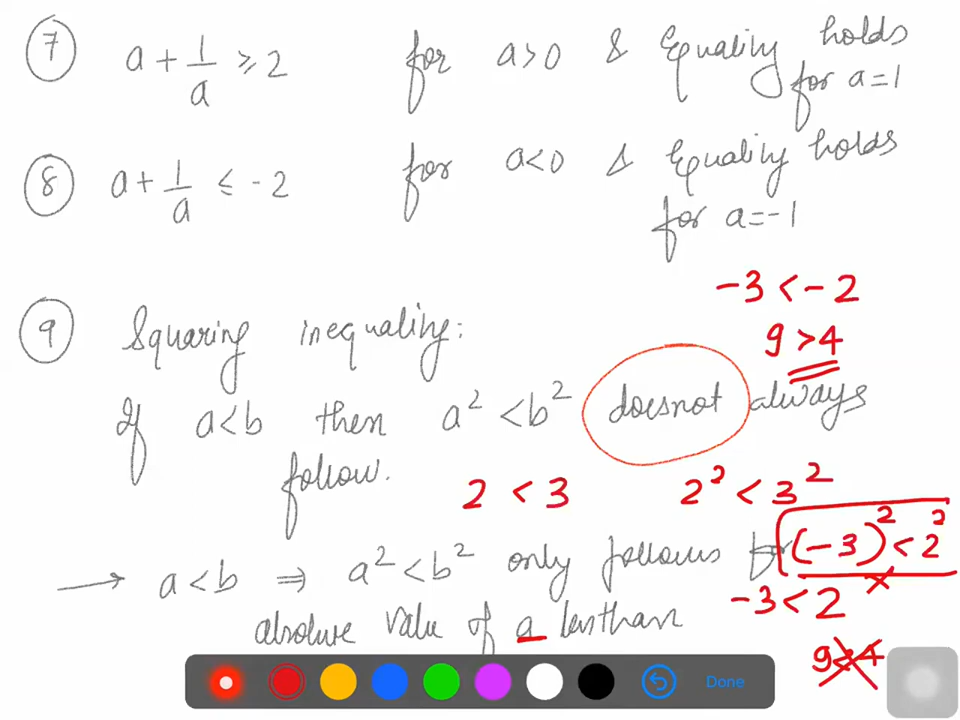 7 a + 1/a ≥ 2 for a>0 & Equality holds for a=1
8 a + 1/a ≤ -2 for a<0 & Equality holds for a=-1
-3 < -2
9 > 4
9 Squaring inequality:
If a<b then a² < b² doesnot always
follow.
2 < 3 2² < 3²
(-3)² < 2²
→ a<b ⇒ a² < b² only follows for
-3 < 2
absolute value of a lessthan
9<4
Done